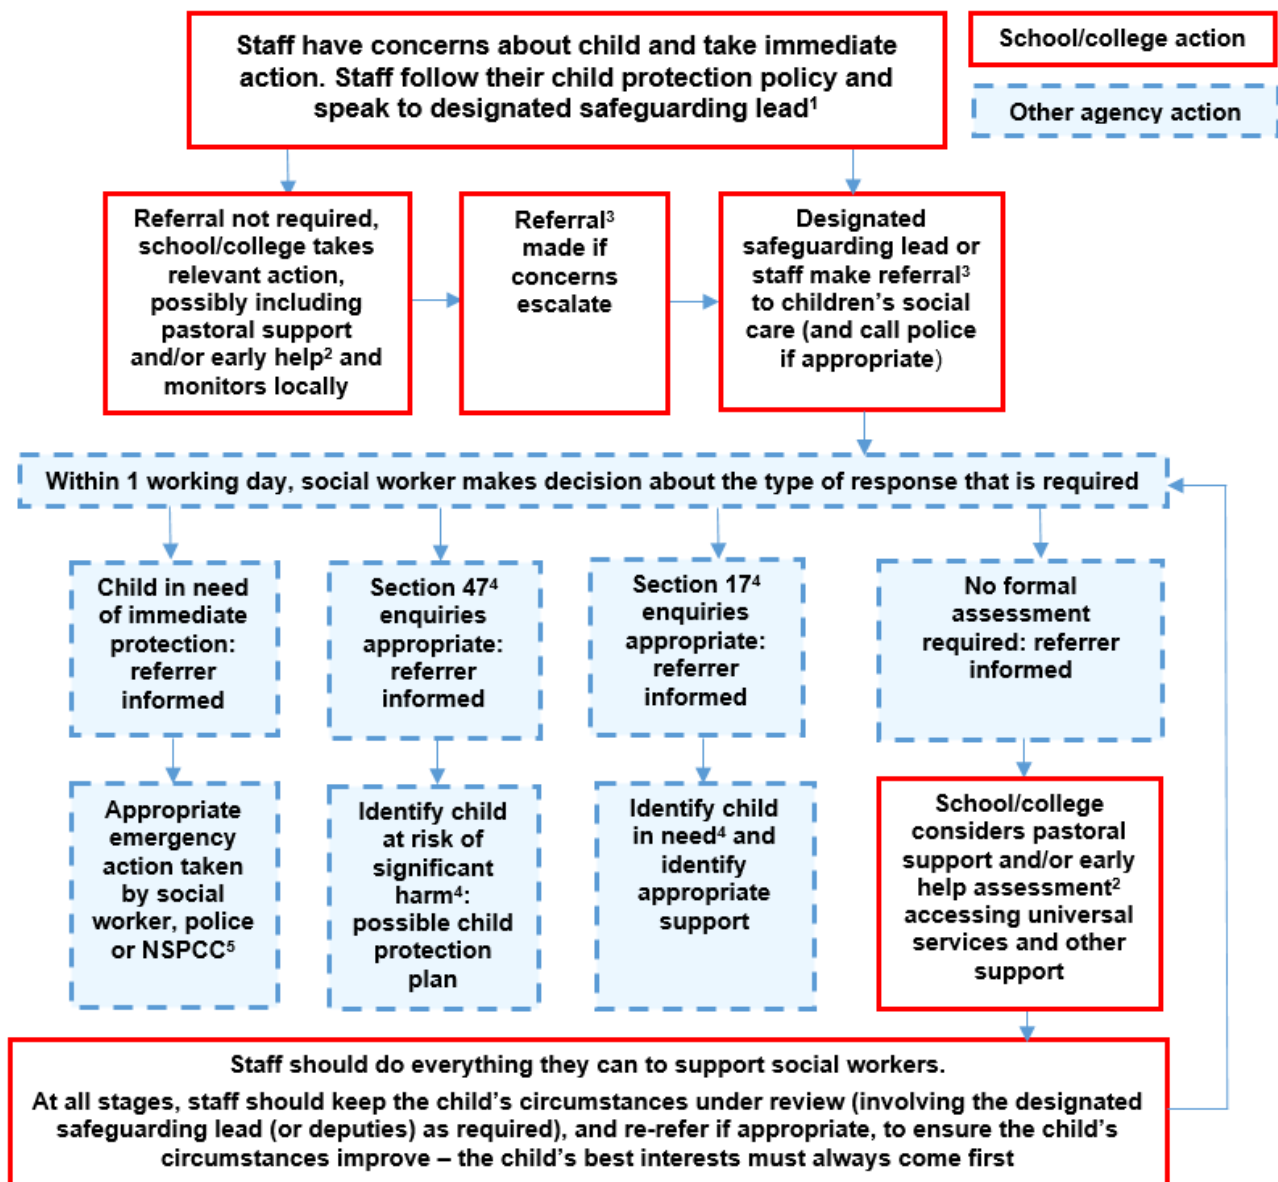 Staff have concerns about child and take immediate
action. Staff follow their child protection policy and
speak to designated safeguarding lead¹
School/college action
Other agency action
Referral not required,
school/college takes
relevant action,
possibly including
pastoral support
and/or early help² and
monitors locally
Referral³
made if
concerns
escalate
Designated
safeguarding lead or
staff make referral³
to children’s social
care (and call police
if appropriate)
Within 1 working day, social worker makes decision about the type of response that is required
Child in need
of immediate
protection:
referrer
informed
Section 47⁴
enquiries
appropriate:
referrer
informed
Section 17⁴
enquiries
appropriate:
referrer
informed
No formal
assessment
required: referrer
informed
Appropriate
emergency
action taken
by social
worker, police
or NSPCC⁵
Identify child
at risk of
significant
harm⁴:
possible child
protection
plan
Identify child
in need⁴ and
identify
appropriate
support
School/college
considers pastoral
support and/or early
help assessment²
accessing universal
services and other
support
Staff should do everything they can to support social workers.
At all stages, staff should keep the child’s circumstances under review (involving the designated
safeguarding lead (or deputies) as required), and re-refer if appropriate, to ensure the child’s
circumstances improve – the child’s best interests must always come first